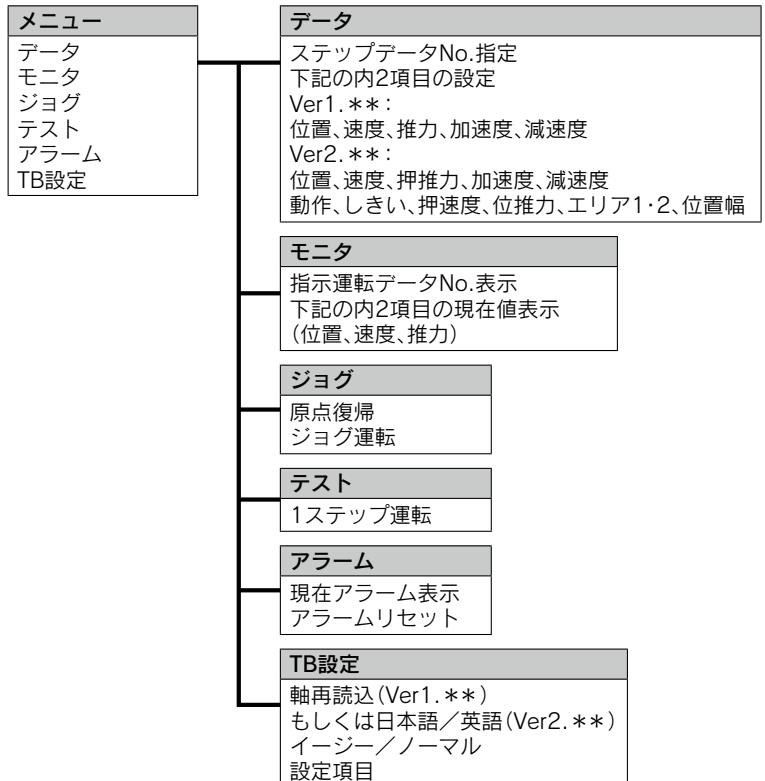 メニュー
データ
モニタ
ジョグ
テスト
アラーム
TB設定
データ
ステップデータNo.指定
下記の内2項目の設定
Ver1.**:
位置、速度、推力、加速度、減速度
Ver2.**:
位置、速度、押推力、加速度、減速度
動作、しきい、押速度、位推力、エリア1・2、位置幅
モニタ
指示運転データNo.表示
下記の内2項目の現在値表示
(位置、速度、推力)
ジョグ
原点復帰
ジョグ運転
テスト
1ステップ運転
アラーム
現在アラーム表示
アラームリセット
TB設定
軸再読込(Ver1.**)
もしくは日本語/英語(Ver2.**)
イージー/ノーマル
設定項目